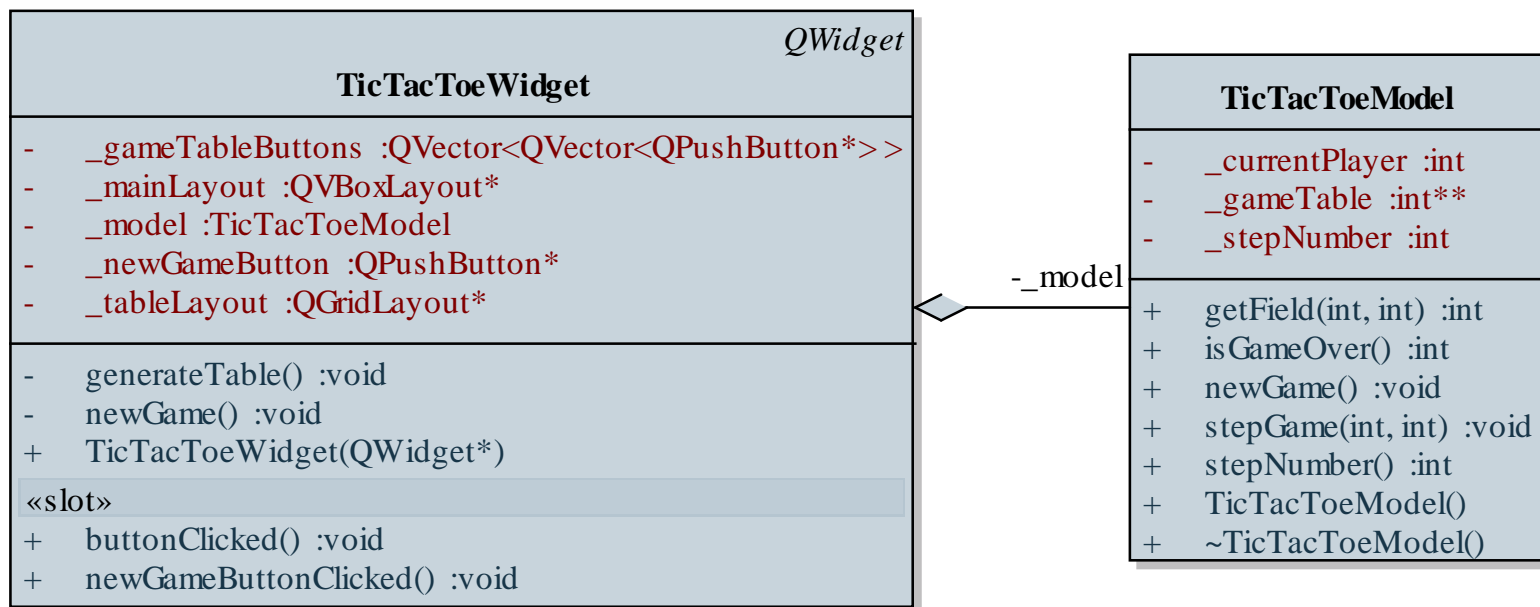 QWidget
TicTacToeWidget
- _gameTableButtons :QVector<QVector<QPushButton*>>
- _mainLayout :QVBoxLayout*
- _model :TicTacToeModel
- _newGameButton :QPushButton*
- _tableLayout :QGridLayout*
- generateTable() :void
- newGame() :void
+ TicTacToeWidget(QWidget*)
«slot»
+ buttonClicked() :void
+ newGameButtonClicked() :void
-_model
TicTacToeModel
- _currentPlayer :int
- _gameTable :int**
- _stepNumber :int
+ getField(int, int) :int
+ isGameOver() :int
+ newGame() :void
+ stepGame(int, int) :void
+ stepNumber() :int
+ TicTacToeModel()
+ ~TicTacToeModel()